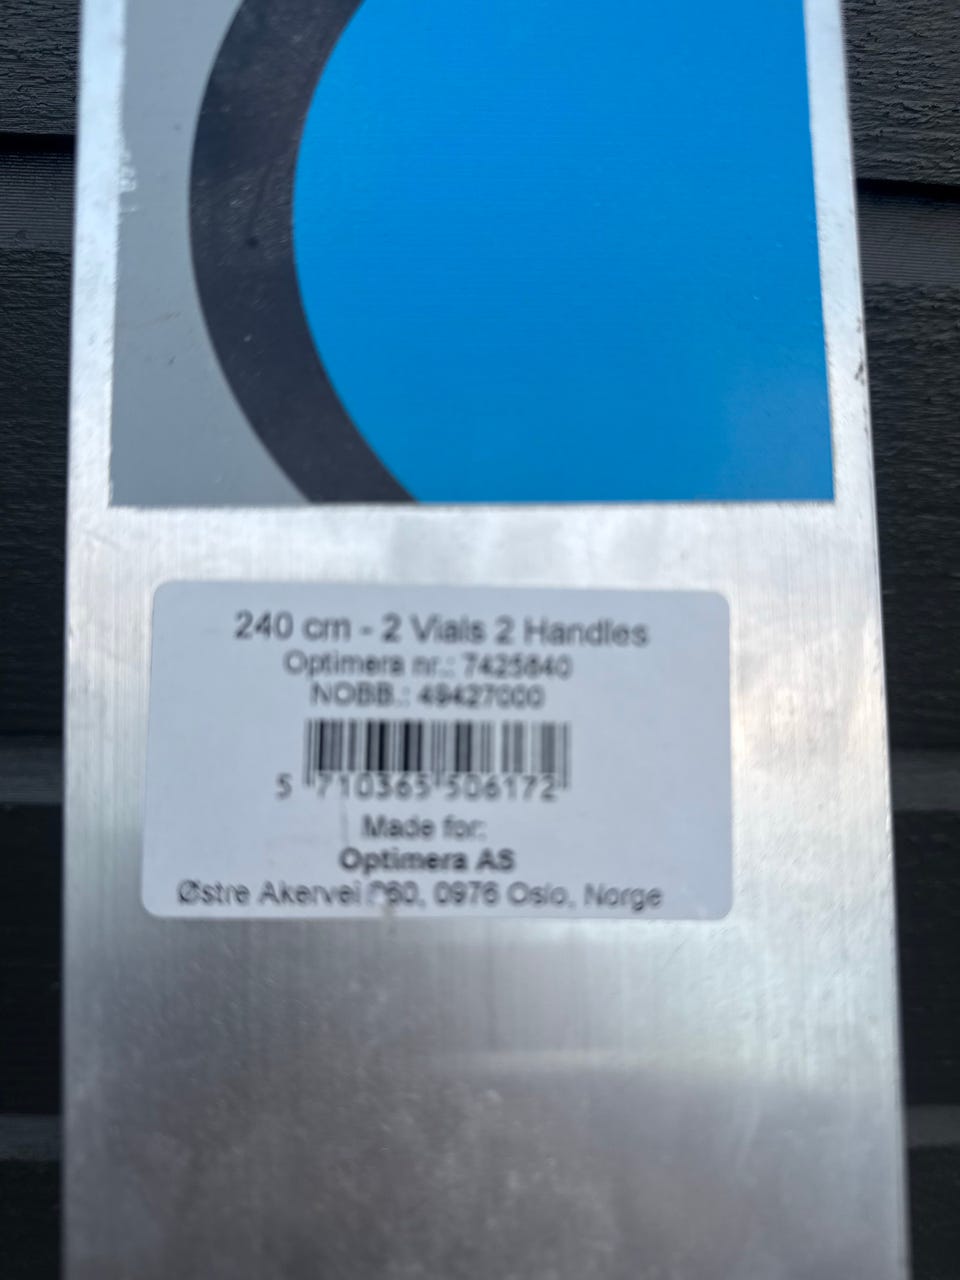 240 cm - 2 Vials 2 Handles
Optimera nr.: 7425840
NOBB.: 49427000
5 710365 506172
Made for:
Optimera AS
Østre Akervei 0976 Oslo, Norge